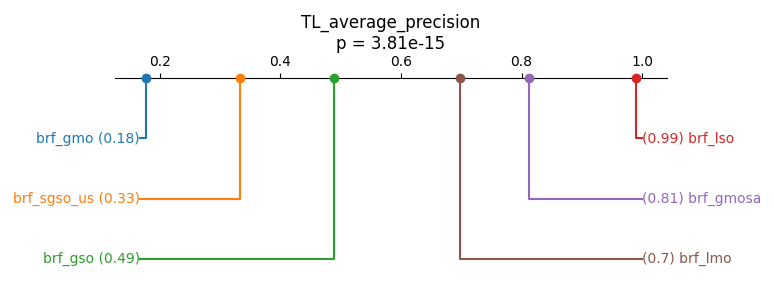 TL_average_precision
p = 3.81e-15
0.2 0.4 0.6 0.8 1.0
brf_gmo (0.18) (0.99) brf_lso
brf_sgso_us (0.33) (0.81) brf_gmosa
brf_gso (0.49) (0.7) brf_lmo